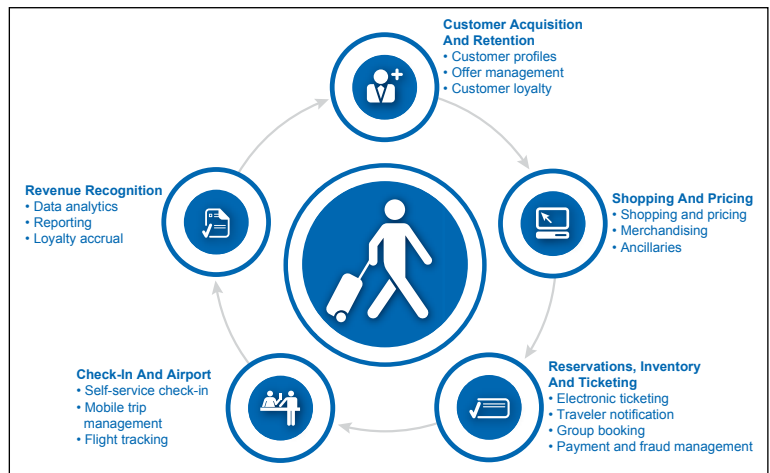 Customer Acquisition
And Retention
• Customer profiles
• Offer management
• Customer loyalty
Shopping And Pricing
• Shopping and pricing
• Merchandising
• Ancillaries
Reservations, Inventory
And Ticketing
• Electronic ticketing
• Traveler notification
• Group booking
• Payment and fraud management
Check-In And Airport
• Self-service check-in
• Mobile trip
management
• Flight tracking
Revenue Recognition
• Data analytics
• Reporting
• Loyalty accrual